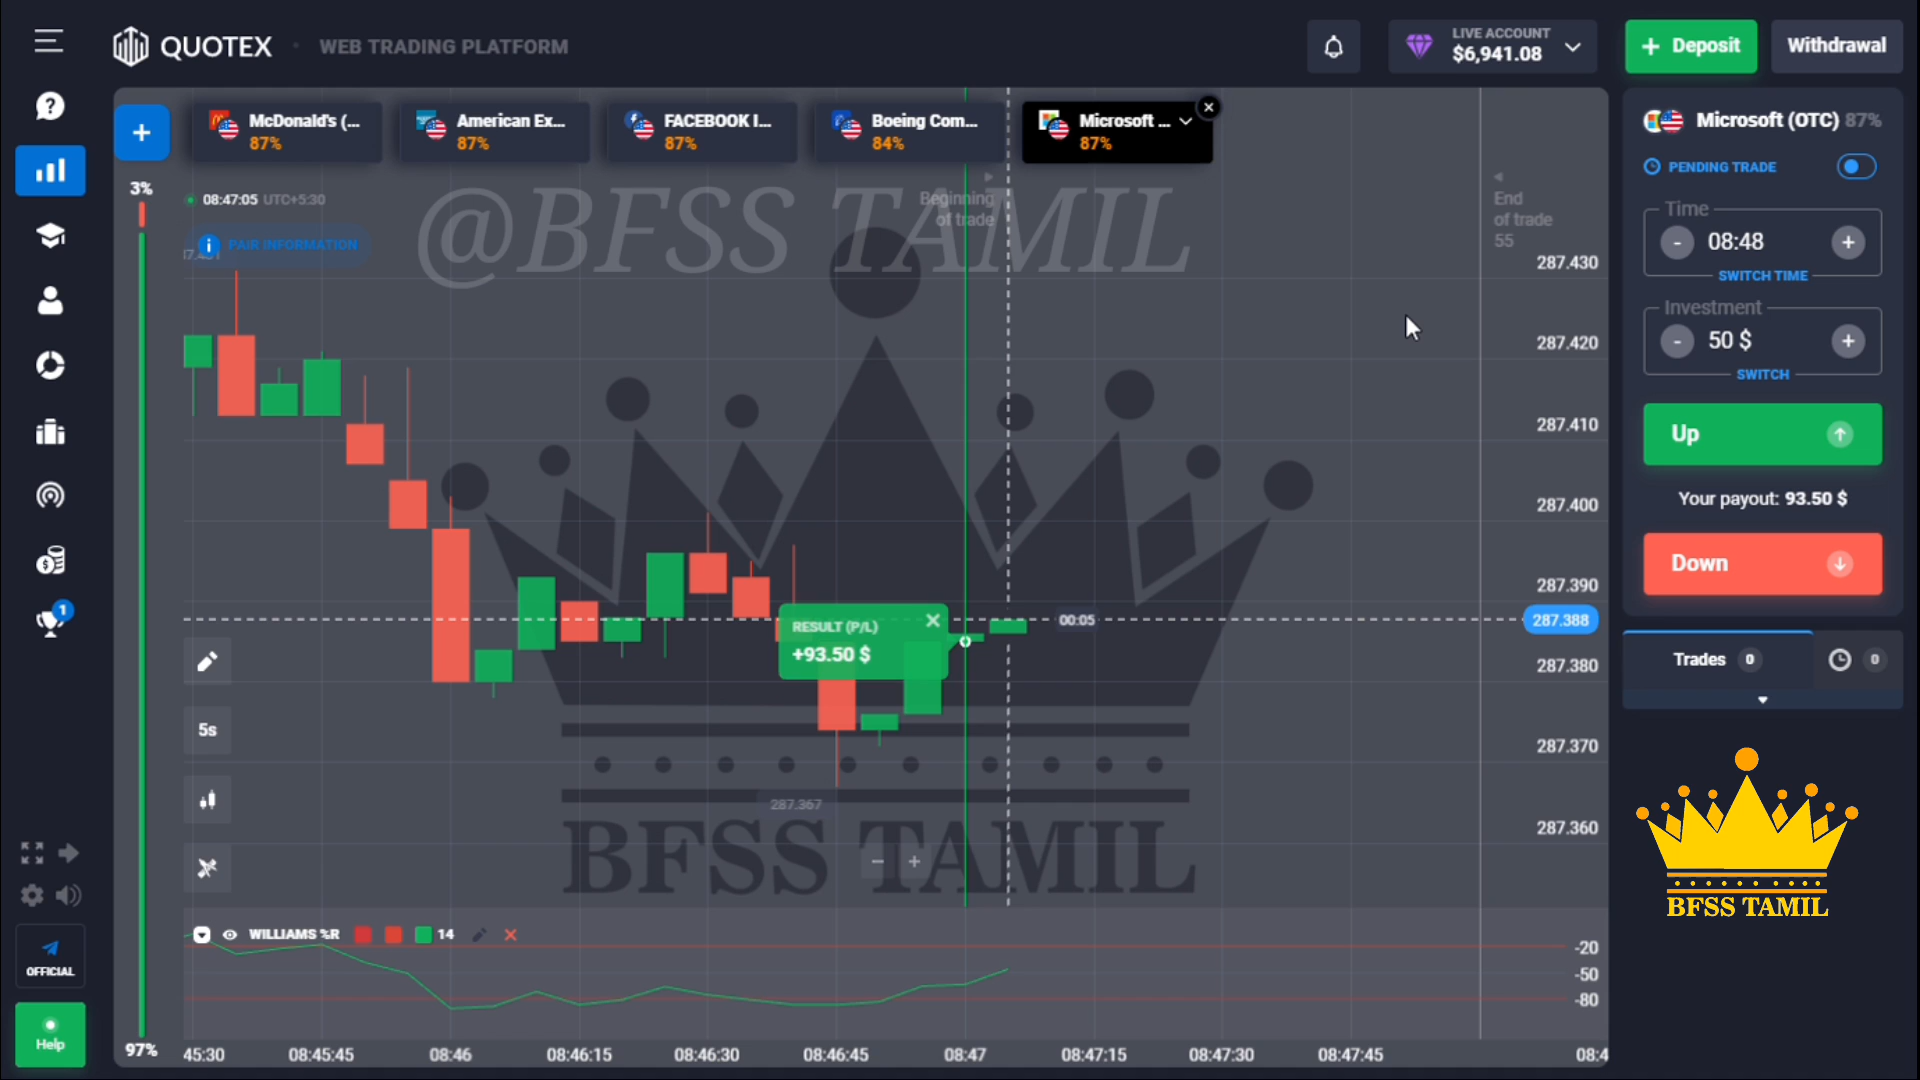 QUOTEX
WEB TRADING PLATFORM
LIVE ACCOUNT
$6,941.08
+ Deposit
Withdrawal
+
McDonald's (...
87%
American Ex...
87%
FACEBOOK I...
87%
Boeing Com...
84%
Microsoft ...
87%
Microsoft (OTC) 87%
PENDING TRADE
Time
- 08:48 +
SWITCH TIME
Investment
- 50 $ +
SWITCH
Up
Your payout: 93.50 $
Down
Trades 0
0
3%
08:47:05 UTC+5:30
PAIR INFORMATION
@BFSS TAMIL
Beginning
of trade
End
of trade
55
287.430
287.420
287.410
287.400
287.390
287.388
287.380
287.370
287.360
RESULT (P/L)
+93.50 $
00:05
5s
287.367
BFSS TAMIL
- +
BFSS TAMIL
WILLIAMS %R 14
-20
-50
-80
97%
45:30 08:45:45 08:46 08:46:15 08:46:30 08:46:45 08:47 08:47:15 08:47:30 08:47:45 08:4
1
OFFICIAL
Help